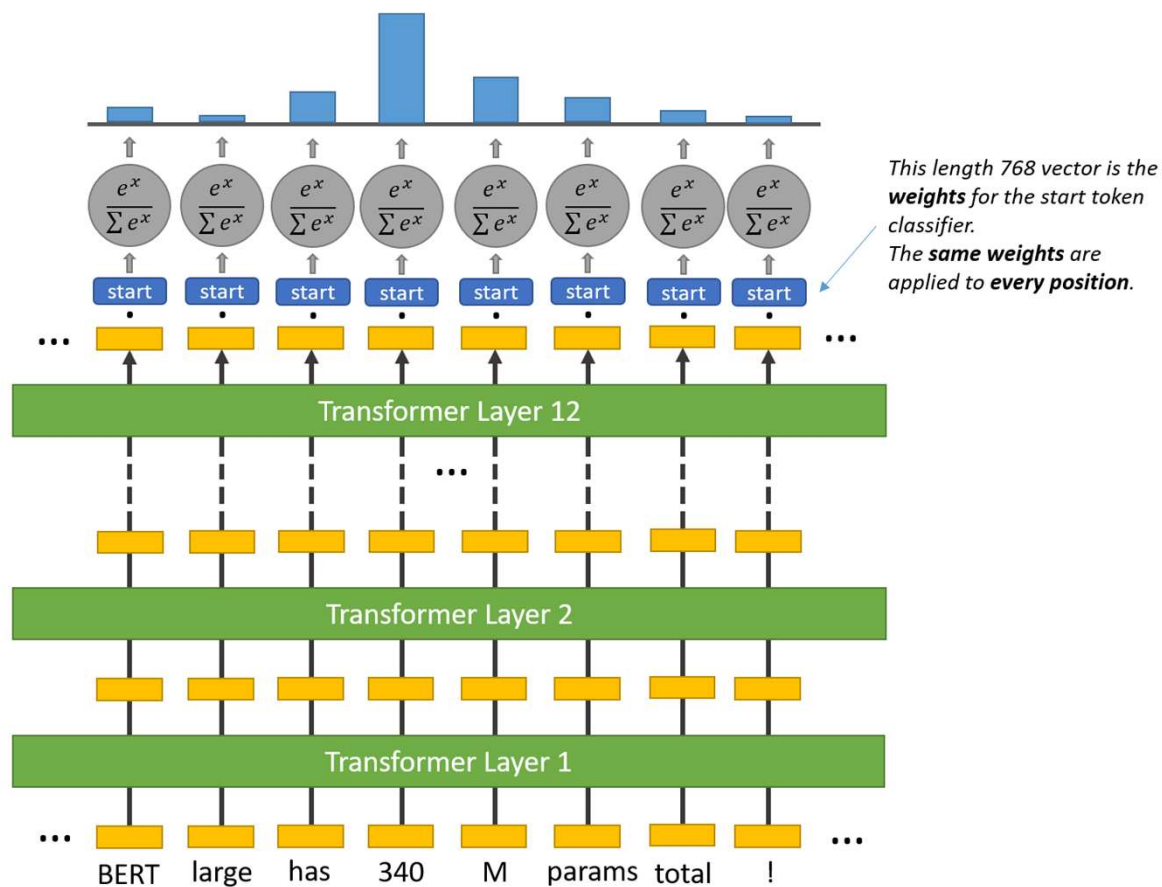 e^x / ∑ e^x e^x / ∑ e^x e^x / ∑ e^x e^x / ∑ e^x e^x / ∑ e^x e^x / ∑ e^x e^x / ∑ e^x e^x / ∑ e^x
This length 768 vector is the
weights for the start token
classifier.
The same weights are
applied to every position.
start start start start start start start start
... ...
Transformer Layer 12
...
Transformer Layer 2
Transformer Layer 1
... ...
BERT large has 340 M params total !